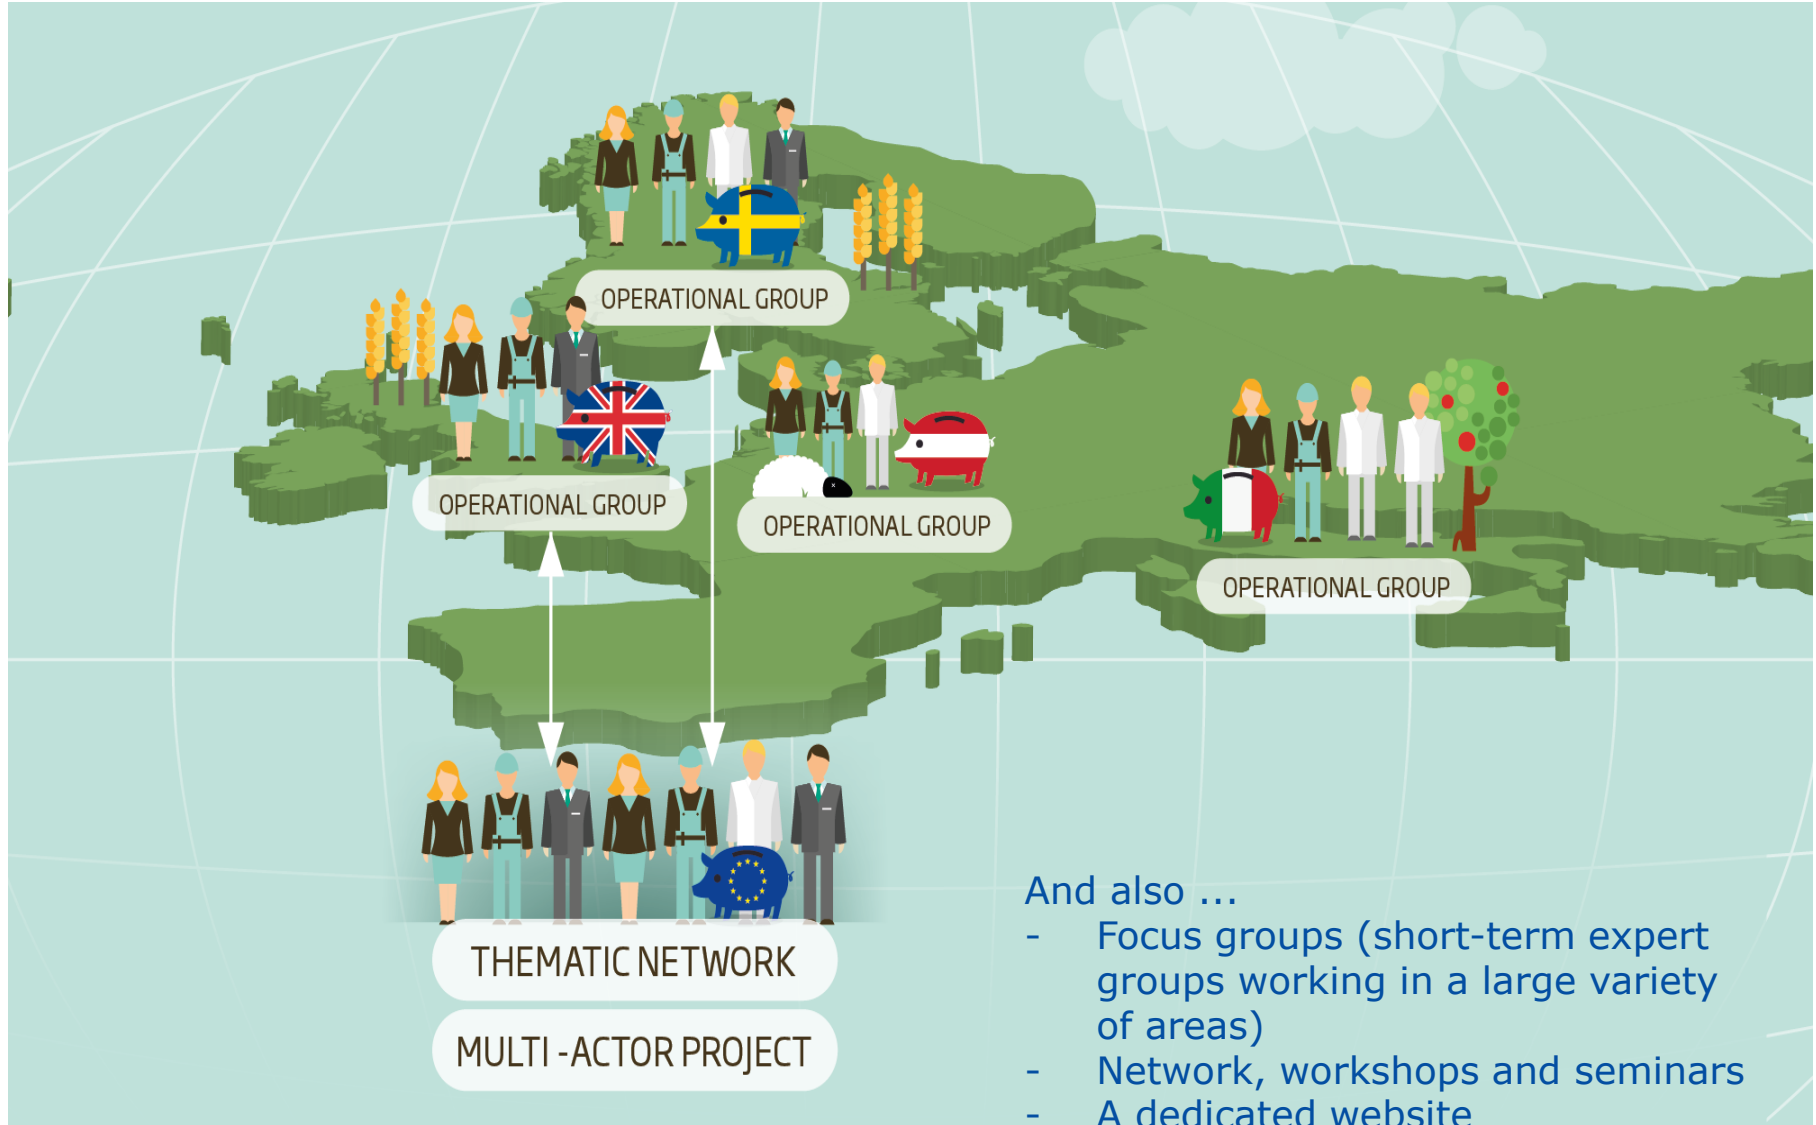 OPERATIONAL GROUP
OPERATIONAL GROUP
OPERATIONAL GROUP
OPERATIONAL GROUP
THEMATIC NETWORK
MULTI -ACTOR PROJECT
And also ...
- Focus groups (short-term expert
groups working in a large variety
of areas)
- Network, workshops and seminars
- A dedicated website